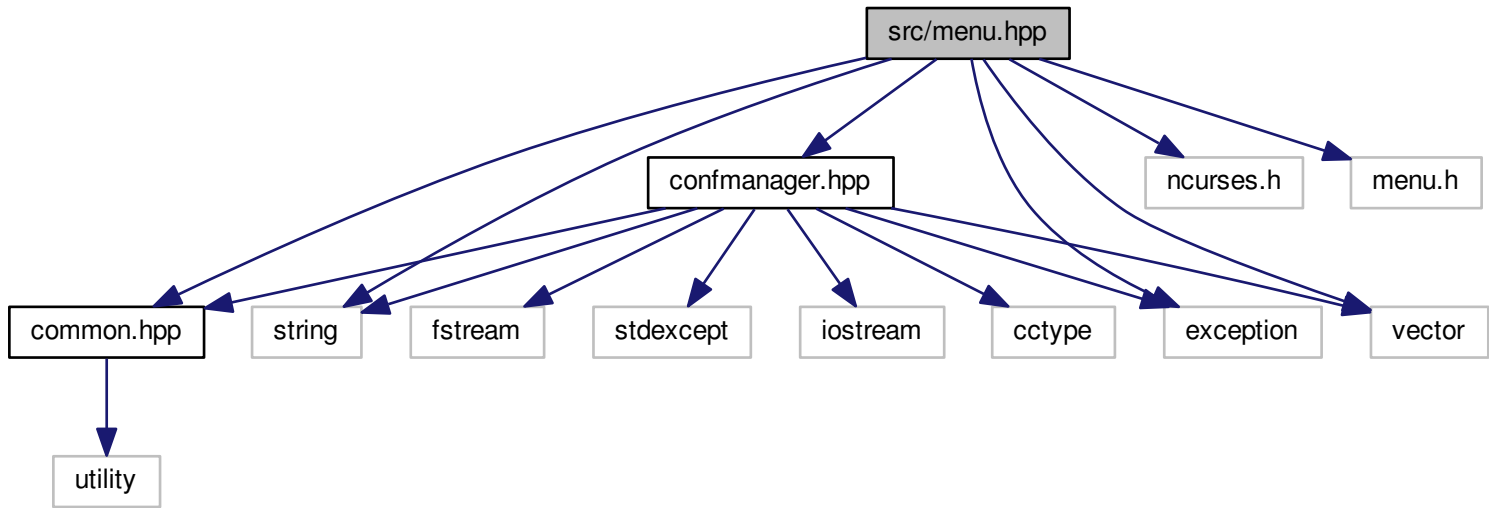 src/menu.hpp
confmanager.hpp
ncurses.h
menu.h
common.hpp
string
fstream
stdexcept
iostream
cctype
exception
vector
utility